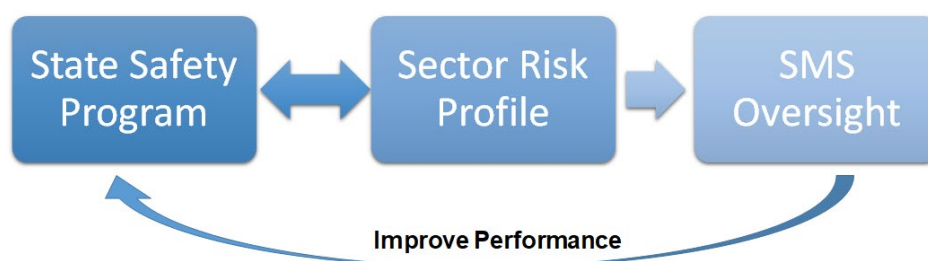 State Safety
Program
Sector Risk
Profile
SMS
Oversight
Improve Performance